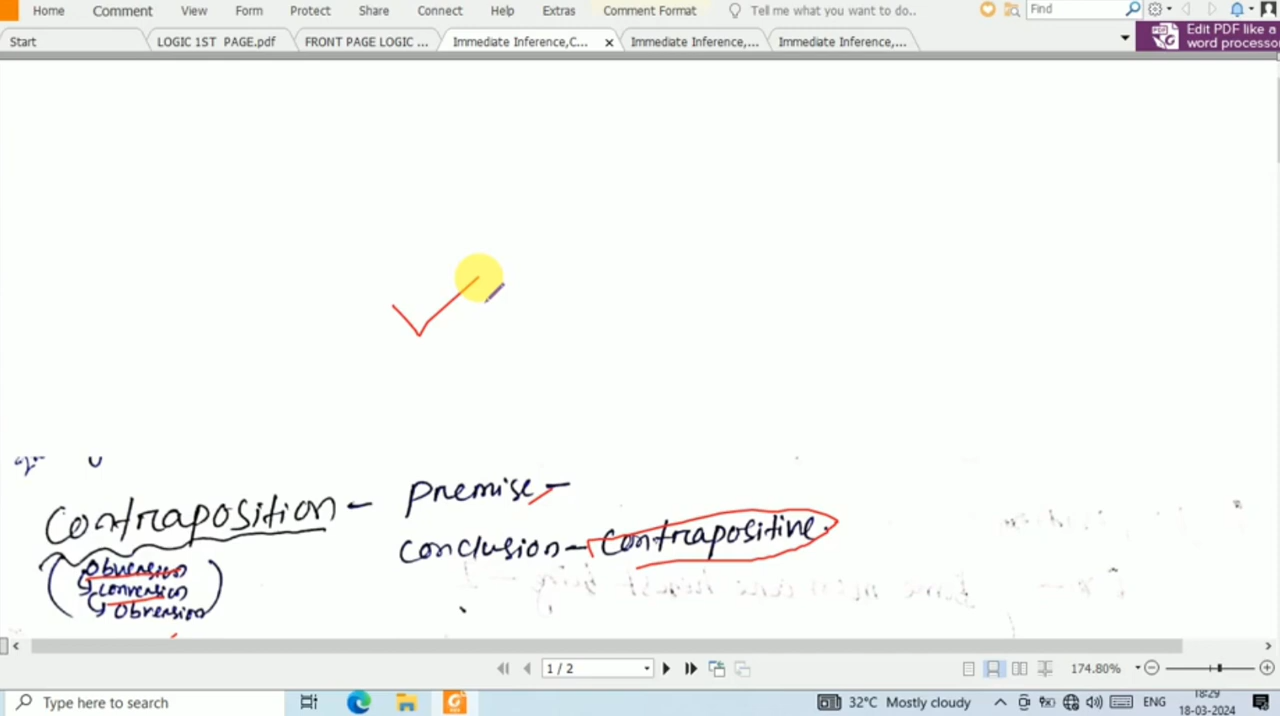 Home Comment View Form Protect Share Connect Help Extras Comment Format Tell me what you want to do.. Find
Start LOGIC 1ST PAGE.pdf FRONT PAGE LOGIC ... Immediate Inference,C... Immediate Inference,... Immediate Inference,...
Edit PDF like a
word processo
Contraposition - Premise -
Conclusion - Contrapositive.
Obversion
Conversion
Obversion
1 / 2 174.80%
Type here to search 32°C Mostly cloudy ENG
18:29
18-03-2024